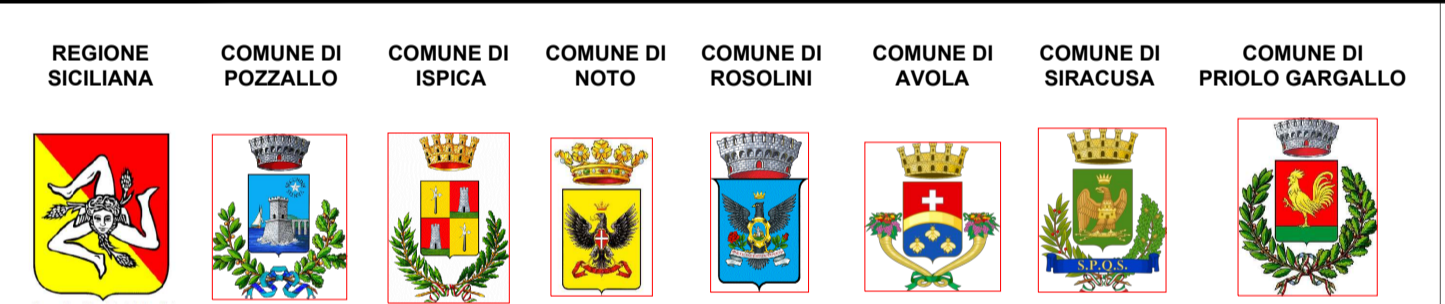 REGIONE
SICILIANA
COMUNE DI
POZZALLO
COMUNE DI
ISPICA
COMUNE DI
NOTO
COMUNE DI
ROSOLINI
COMUNE DI
AVOLA
COMUNE DI
SIRACUSA
COMUNE DI
PRIOLO GARGALLO
S.P.Q.S.